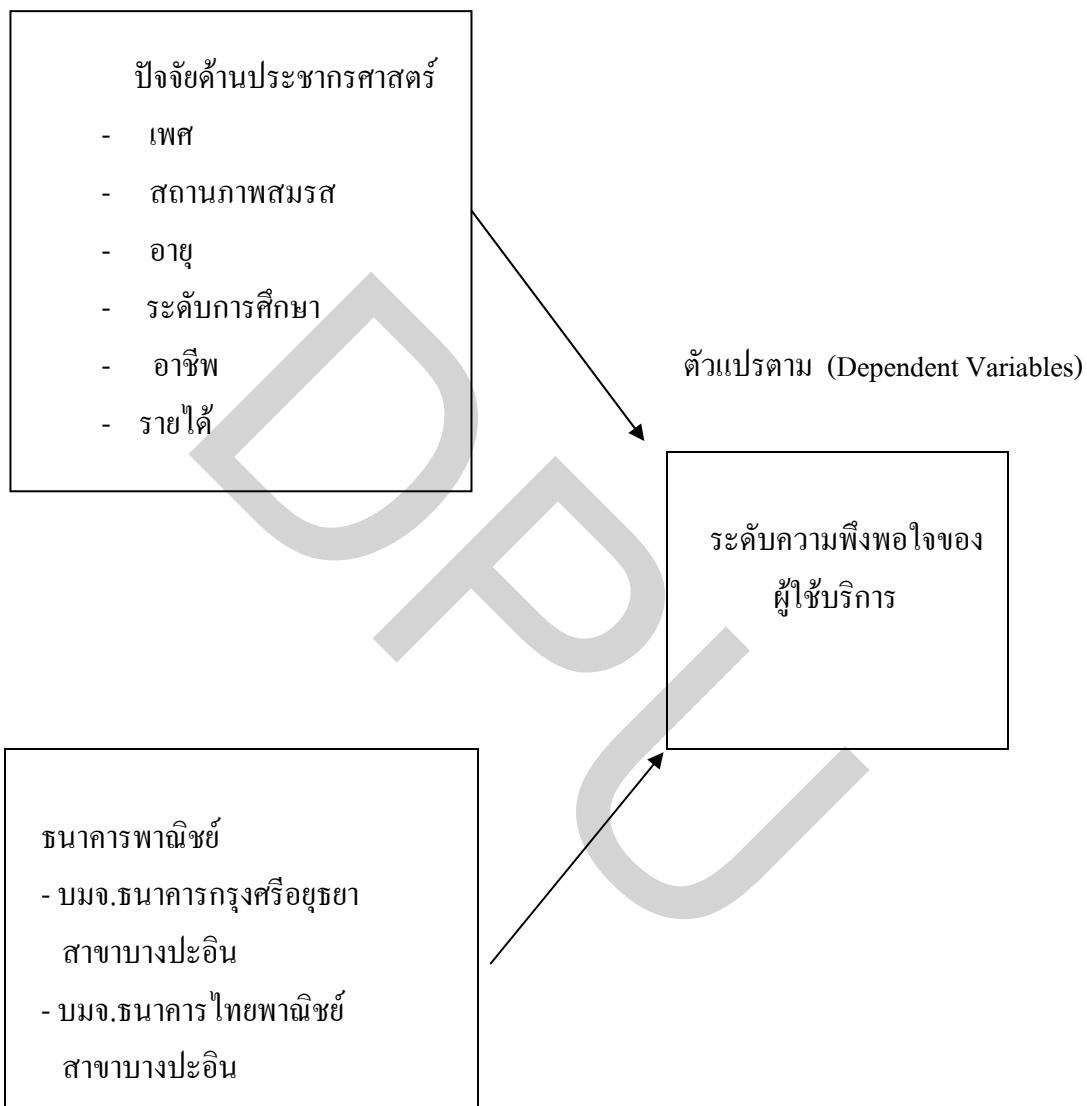 ปัจจัยด้านประชากรศาสตร์
- เพศ
- สถานภาพสมรส
- อายุ
- ระดับการศึกษา
- อาชีพ
- รายได้
ตัวแปรตาม (Dependent Variables)
ระดับความพึงพอใจของ
ผู้ใช้บริการ
ธนาคารพาณิชย์
- บมจ.ธนาคารกรุงศรีอยุธยา
สาขาบางปะอิน
- บมจ.ธนาคารไทยพาณิชย์
สาขาบางปะอิน
DPU